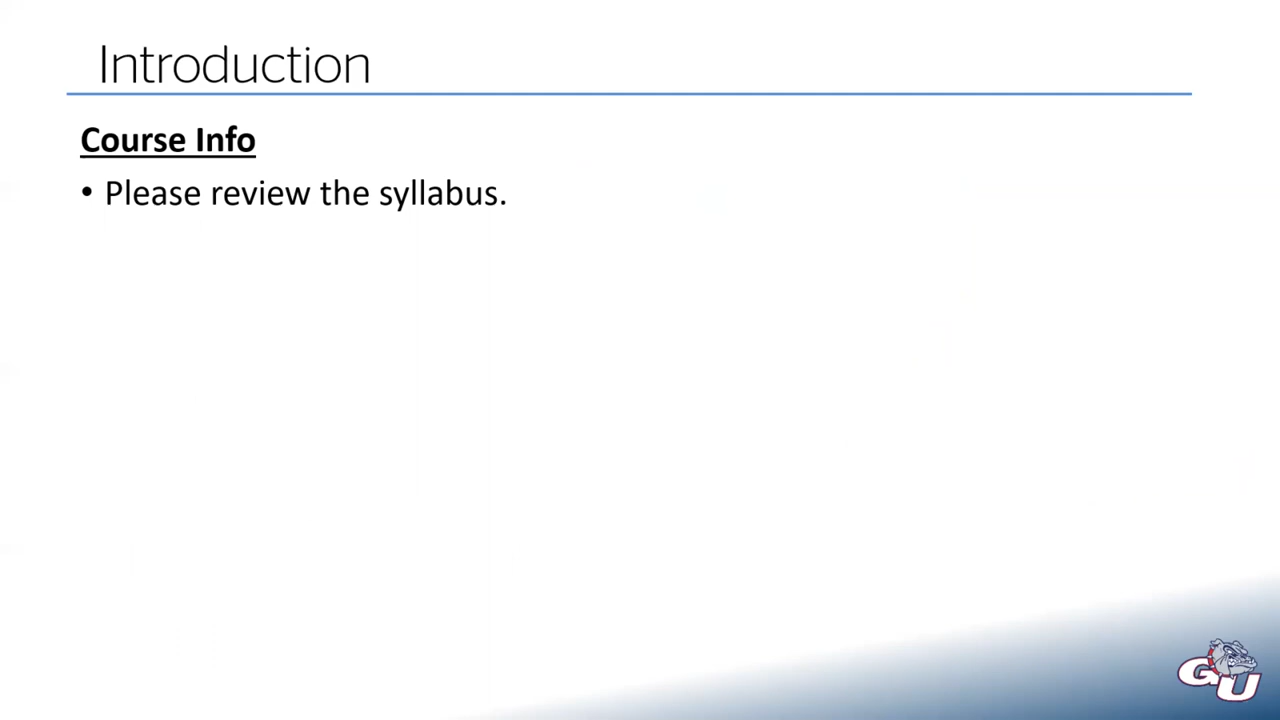 Introduction
Course Info
• Please review the syllabus.
GU